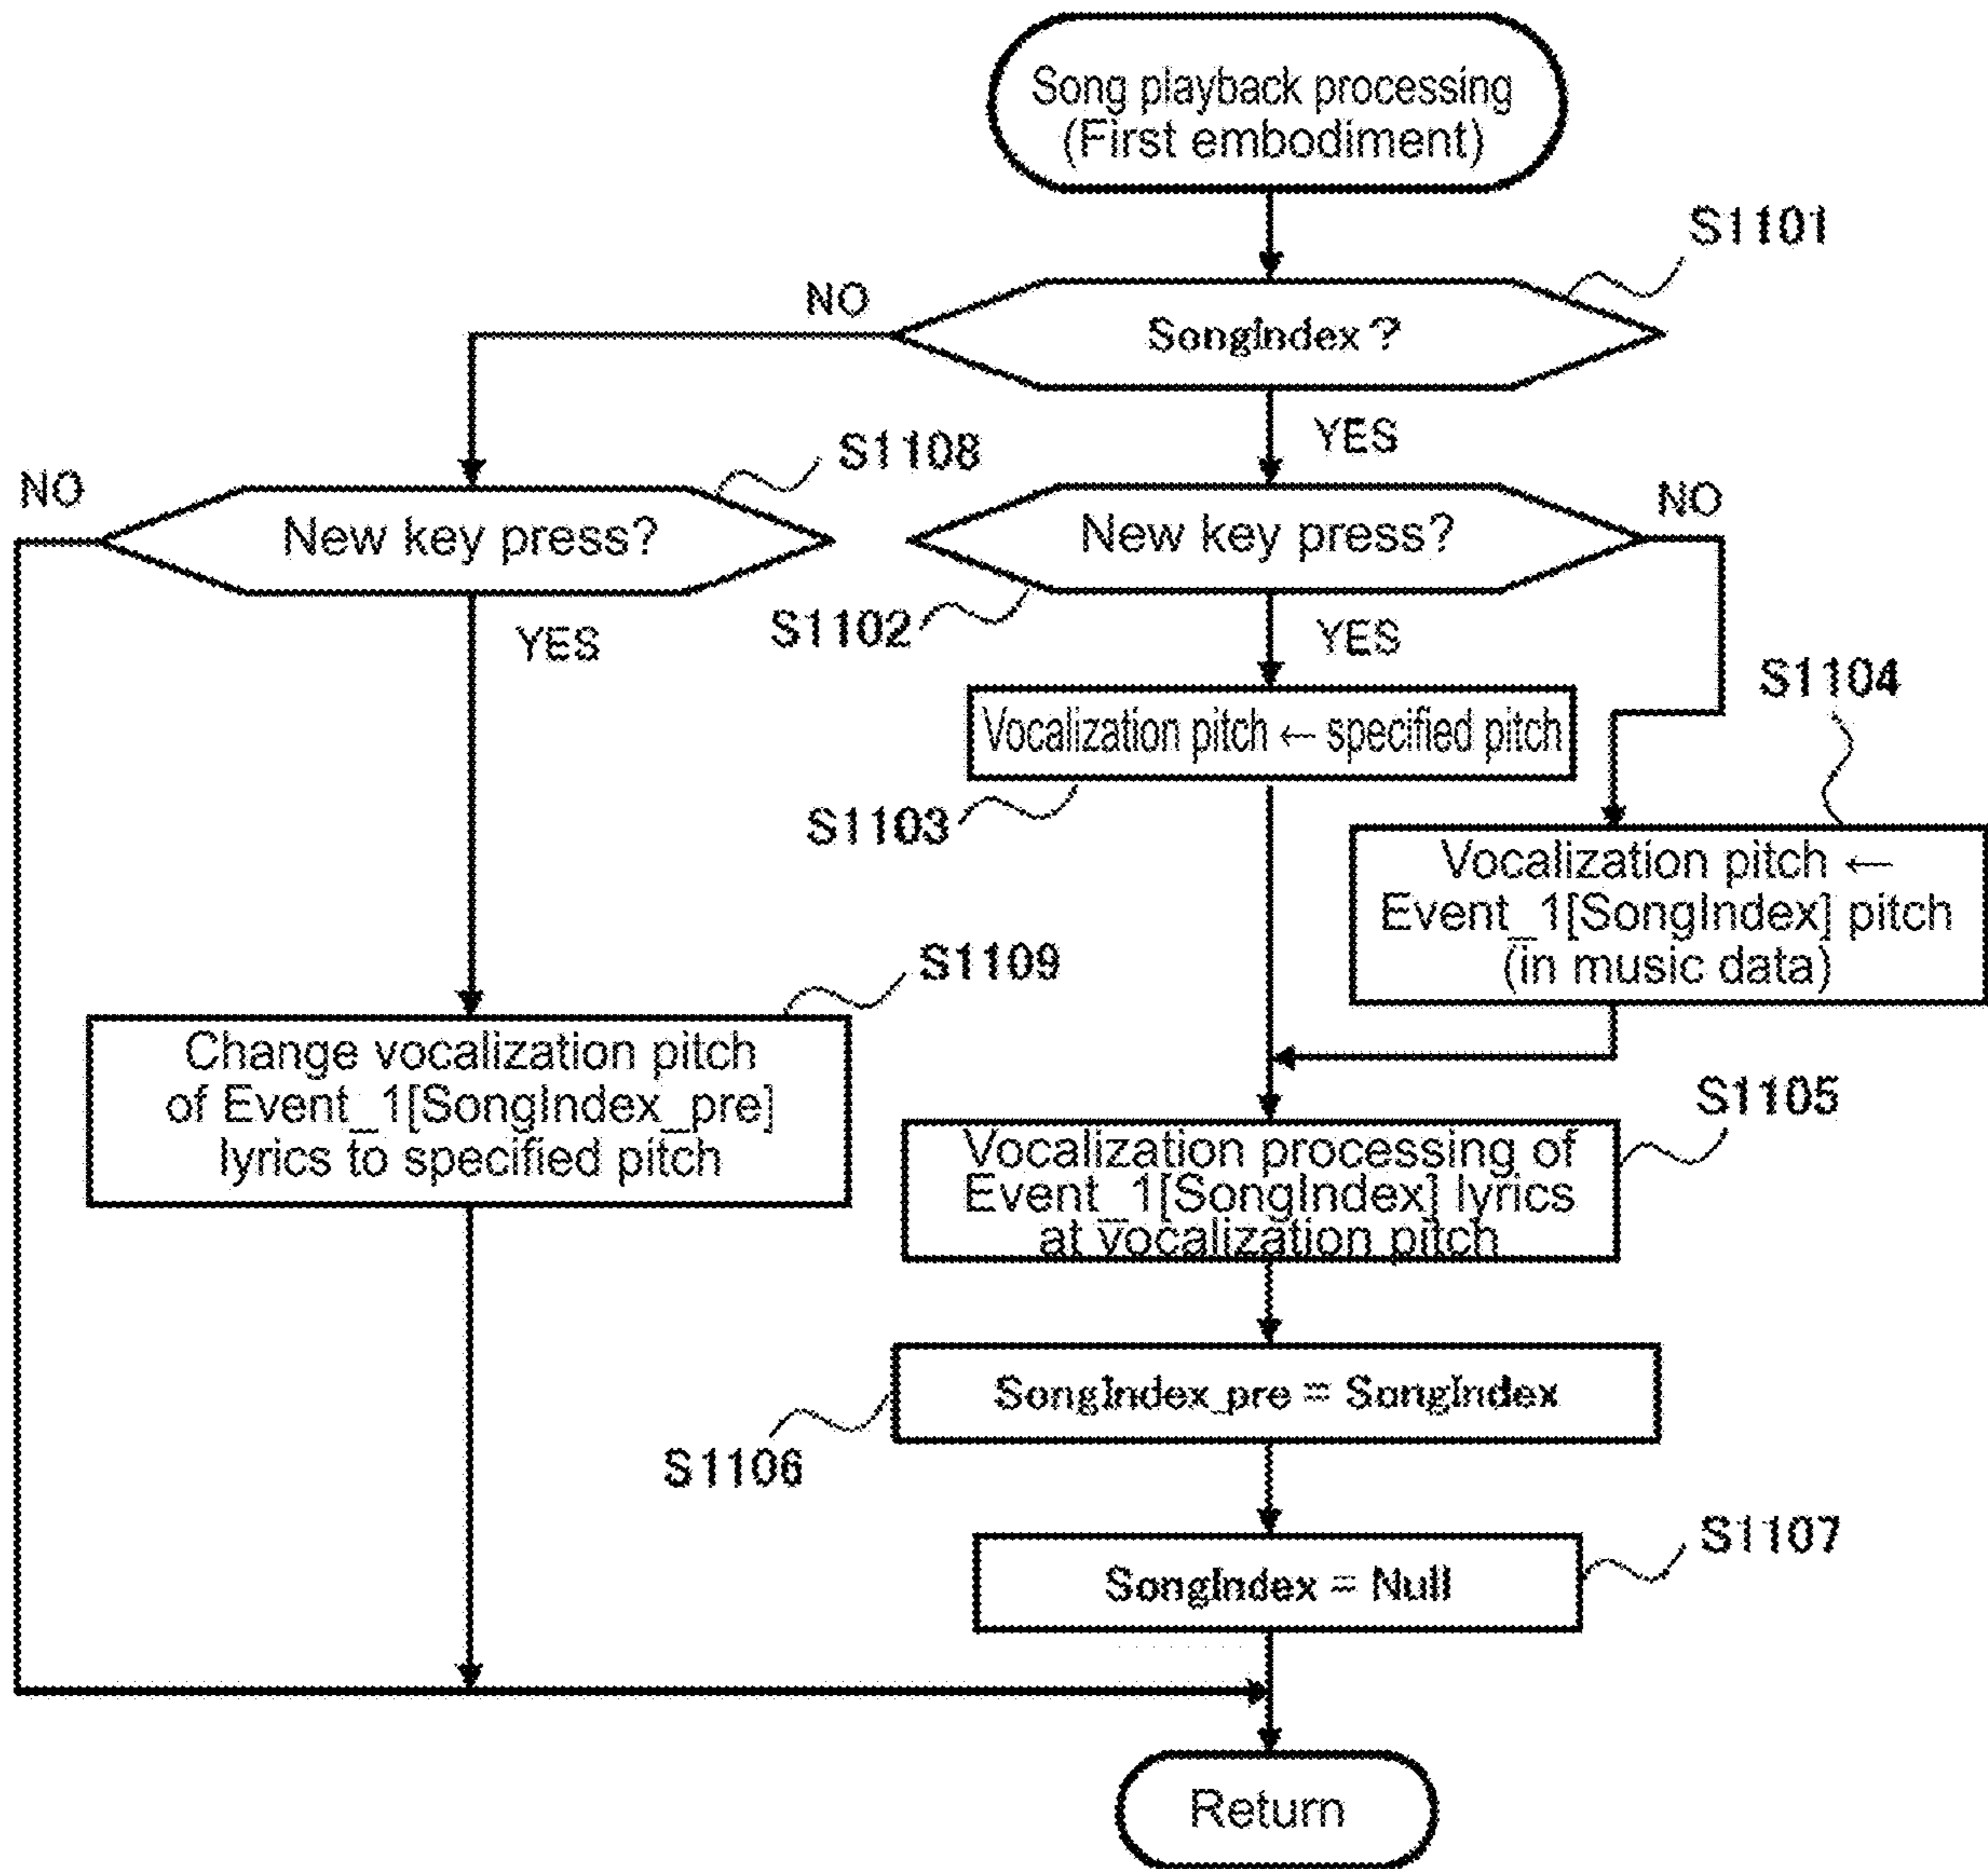 Song playback processing
(First embodiment)
S1101
NO
SongIndex ?
YES
S1108
NO
New key press?
New key press?
NO
S1102
YES
YES
S1104
Vocalization pitch ← specified pitch
S1103
Vocalization pitch ←
Event_1[SongIndex] pitch
(in music data)
S1109
Change vocalization pitch
of Event_1[SongIndex_pre]
lyrics to specified pitch
S1105
Vocalization processing of
Event_1[SongIndex] lyrics
at vocalization pitch
SongIndex_pre = SongIndex
S1106
S1107
SongIndex = Null
Return